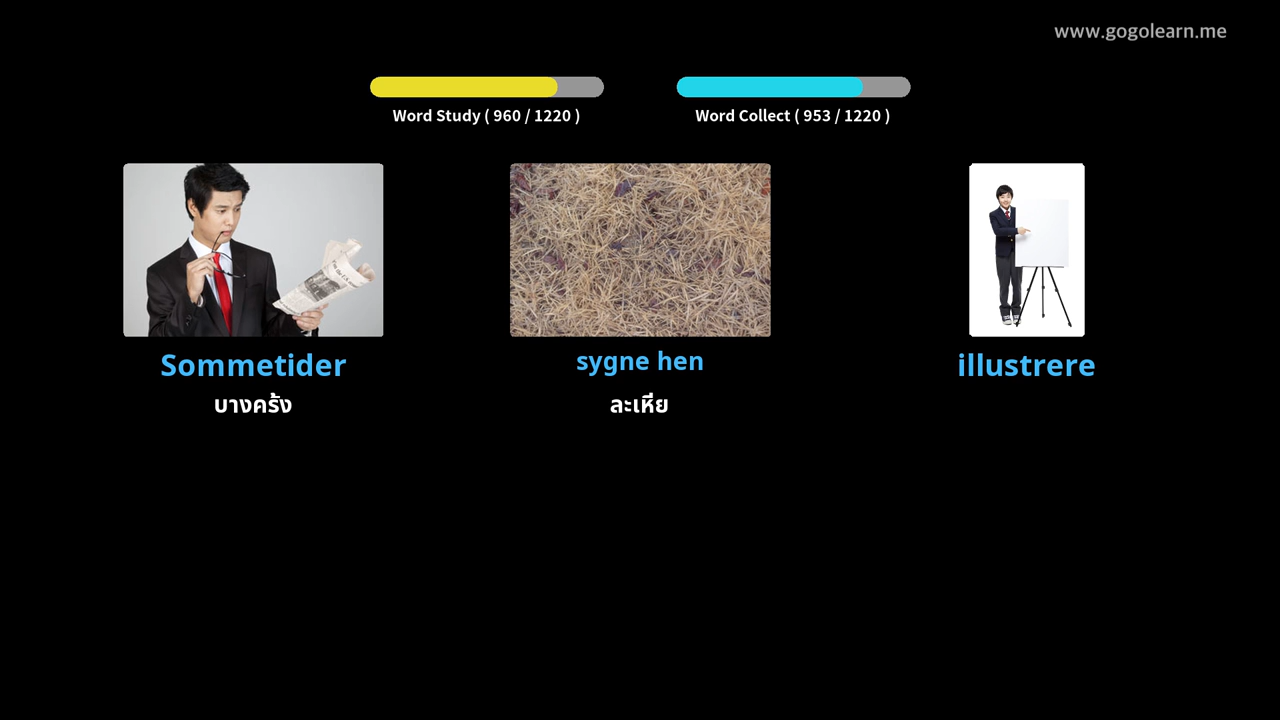 www.gogolearn.me
Word Study ( 960 / 1220 )
Word Collect ( 953 / 1220 )
Sommetider
sygne hen
illustrere
บางครั้ง
ละเหี่ย